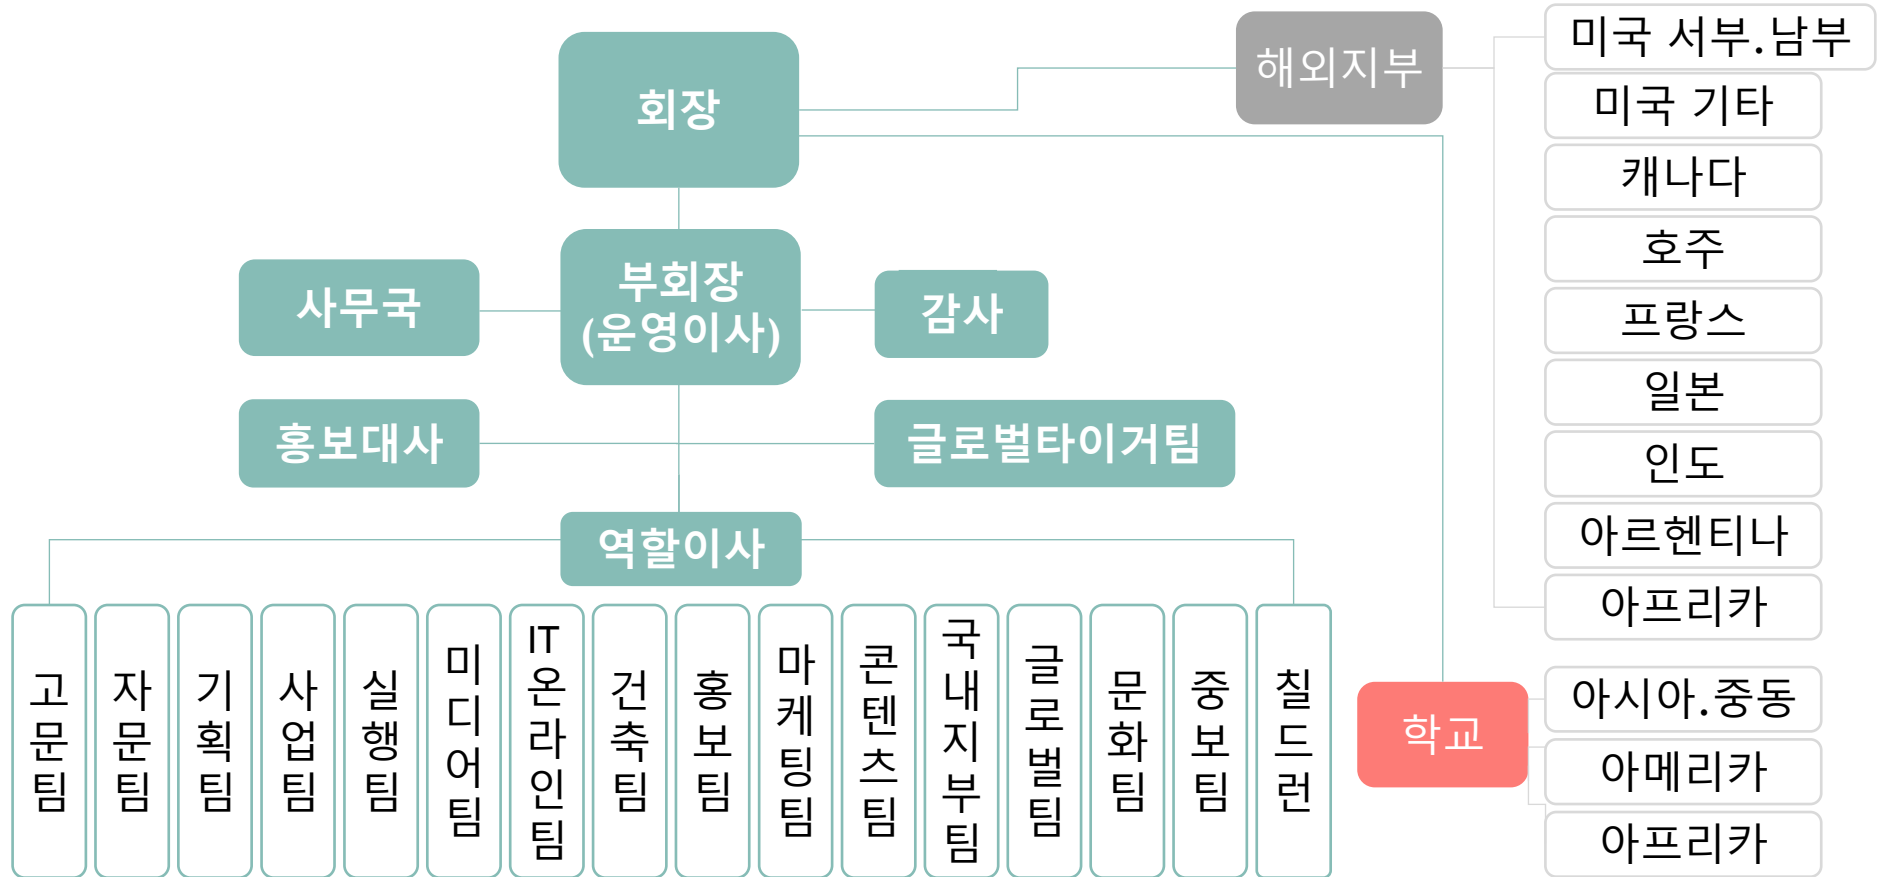 회장
해외지부
미국 서부.남부
미국 기타
캐나다
호주
프랑스
일본
인도
아르헨티나
아프리카
사무국
부회장
(운영이사)
감사
홍보대사
글로벌타이거팀
역할이사
고문팀
자문팀
기획팀
사업팀
실행팀
미디어팀
IT온라인팀
건축팀
홍보팀
마케팅팀
콘텐츠팀
국내지부팀
글로벌팀
문화팀
중보팀
칠드런
학교
아시아.중동
아메리카
아프리카